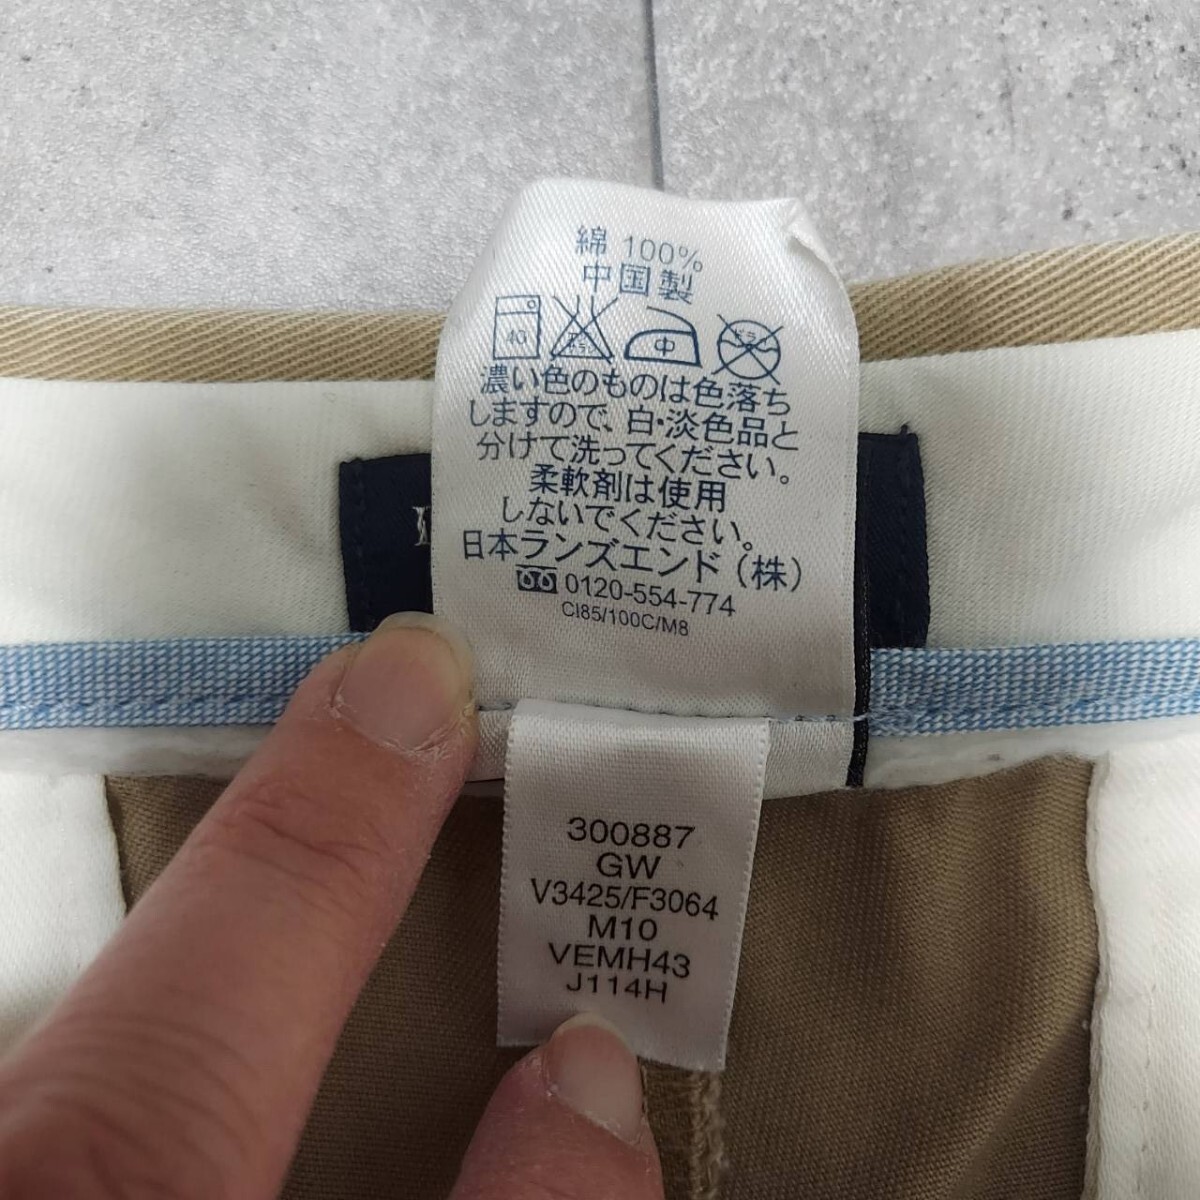 綿 100%
中国製
40 中 ドライ
濃い色のものは色落ち
しますので、白・淡色品と
分けて洗ってください。
柔軟剤は使用
しないでください。
日本ランズエンド（株）
0120-554-774
CI85/100C/M8
300887
GW
V3425/F3064
M10
VEMH43
J114H